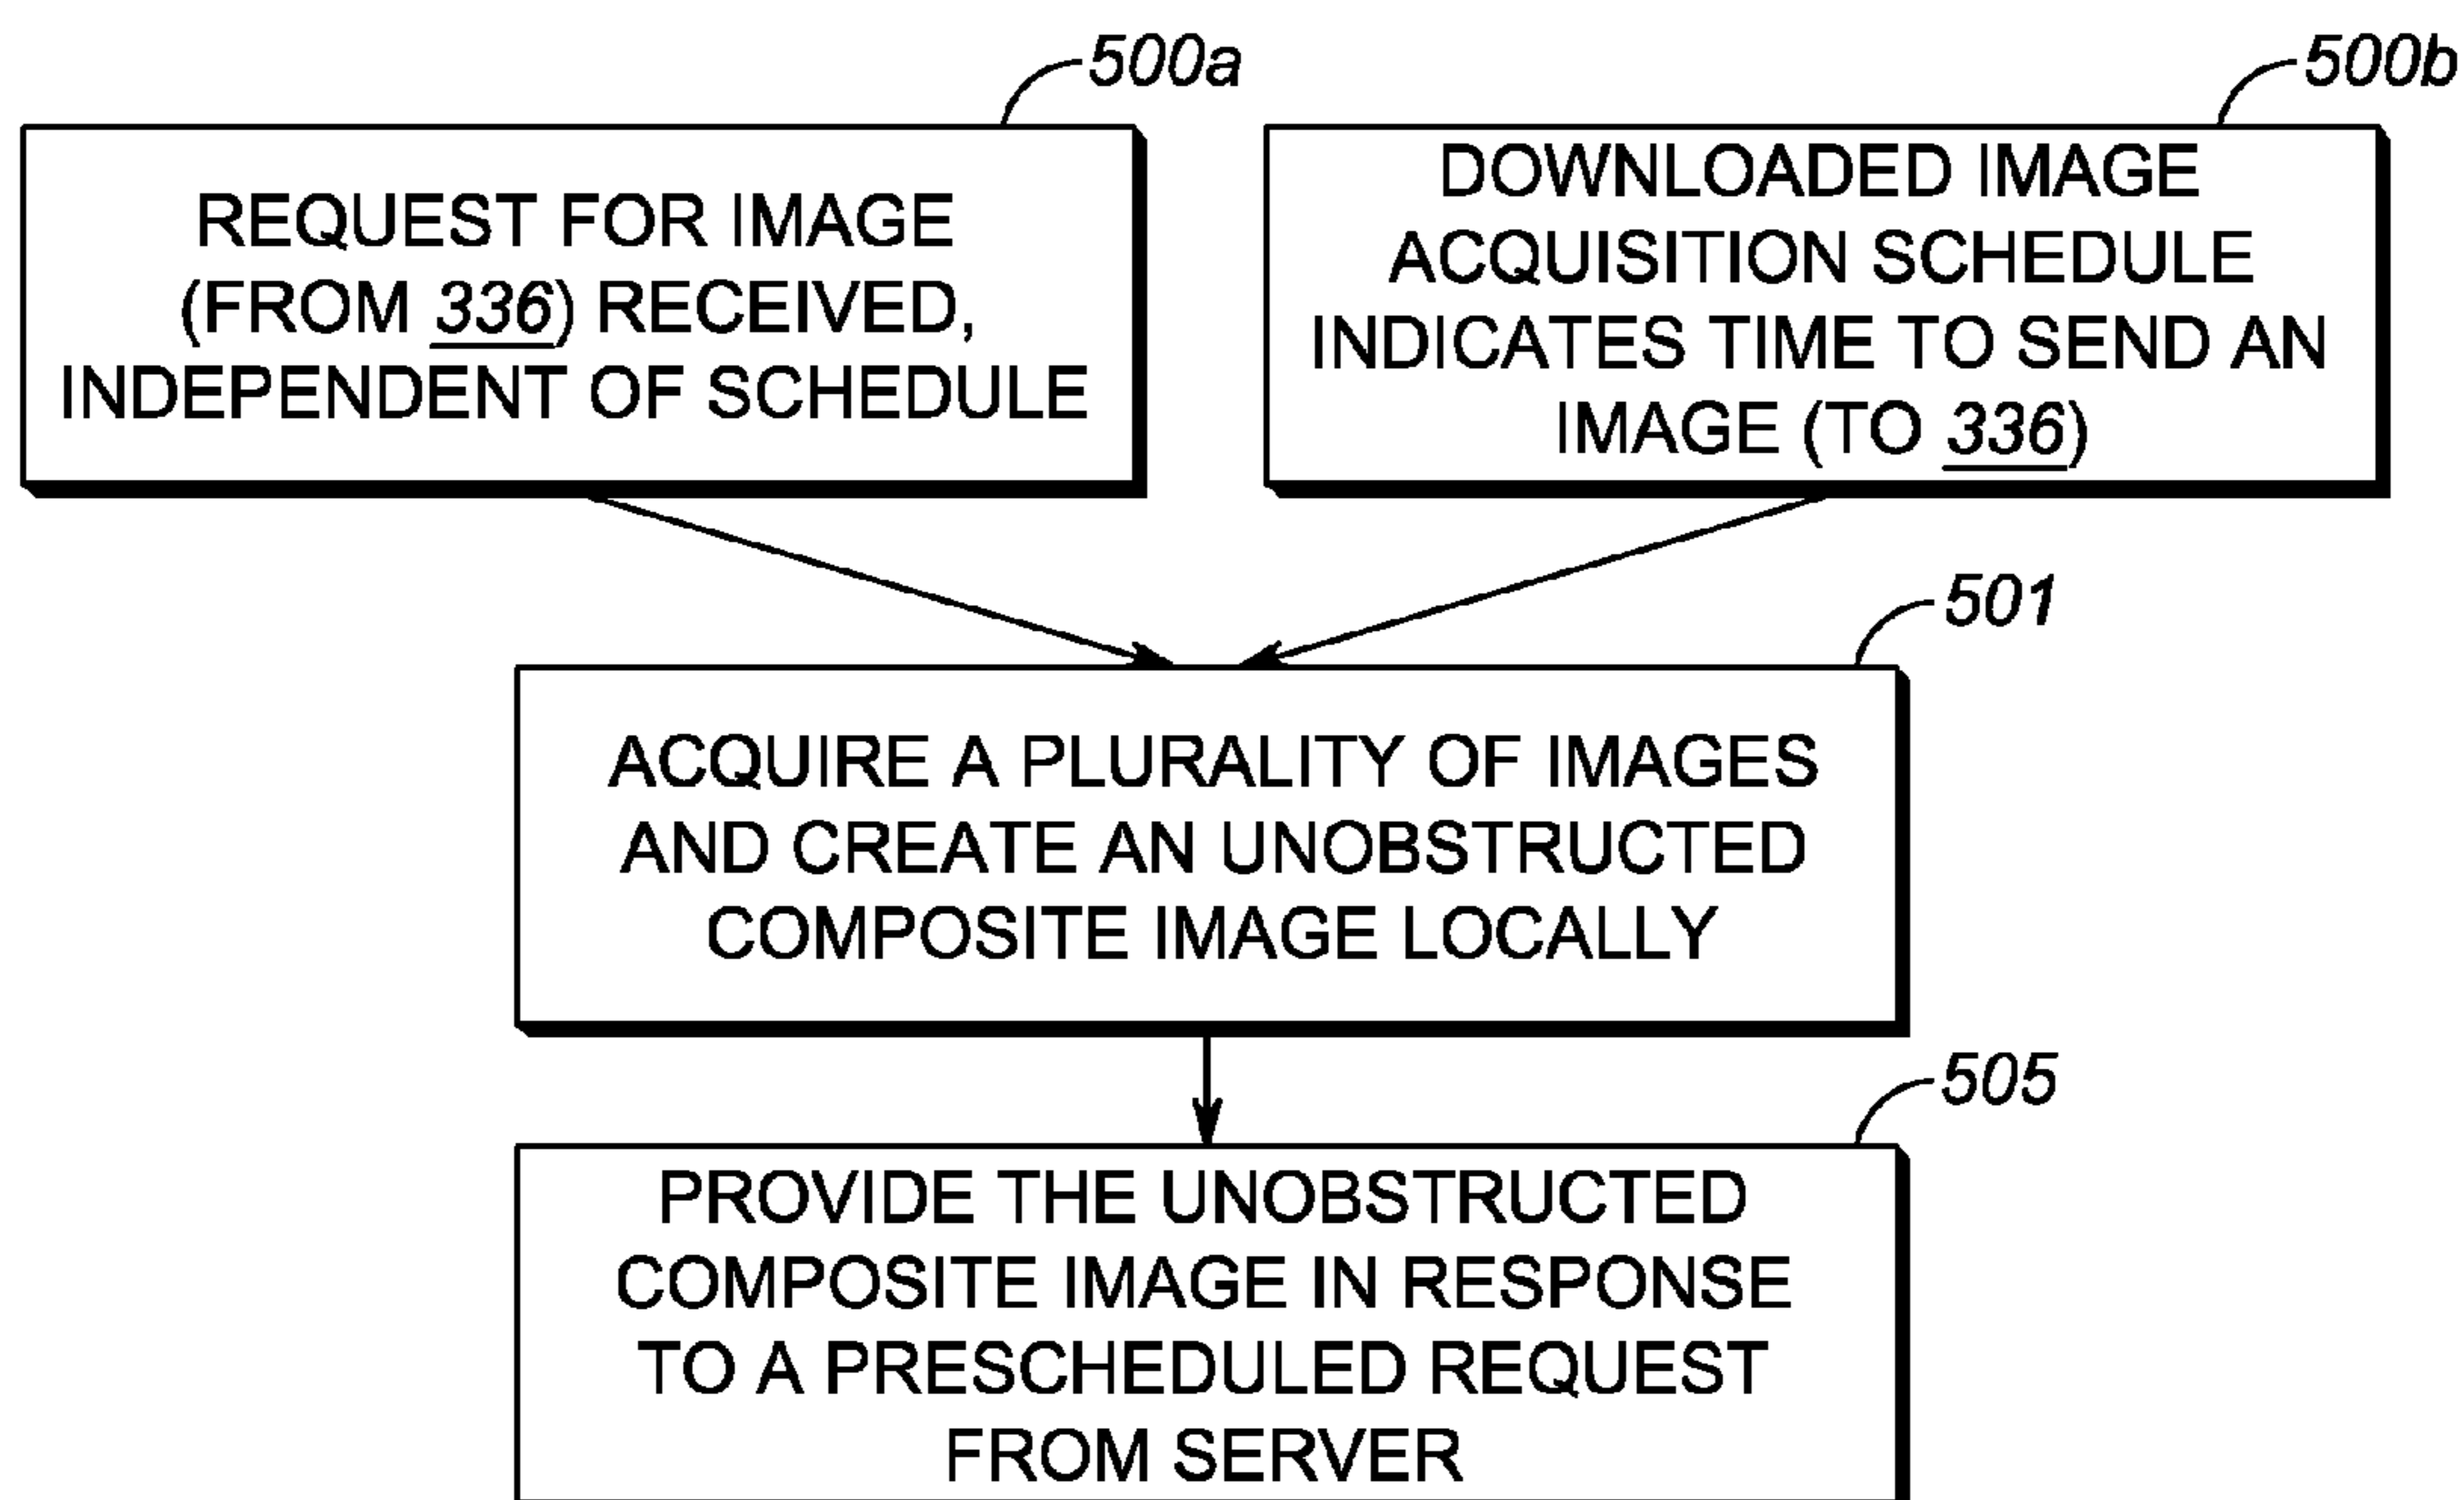 500a
REQUEST FOR IMAGE
(FROM 336) RECEIVED,
INDEPENDENT OF SCHEDULE
500b
DOWNLOADED IMAGE
ACQUISITION SCHEDULE
INDICATES TIME TO SEND AN
IMAGE (TO 336)
501
ACQUIRE A PLURALITY OF IMAGES
AND CREATE AN UNOBSTRUCTED
COMPOSITE IMAGE LOCALLY
505
PROVIDE THE UNOBSTRUCTED
COMPOSITE IMAGE IN RESPONSE
TO A PRESCHEDULED REQUEST
FROM SERVER